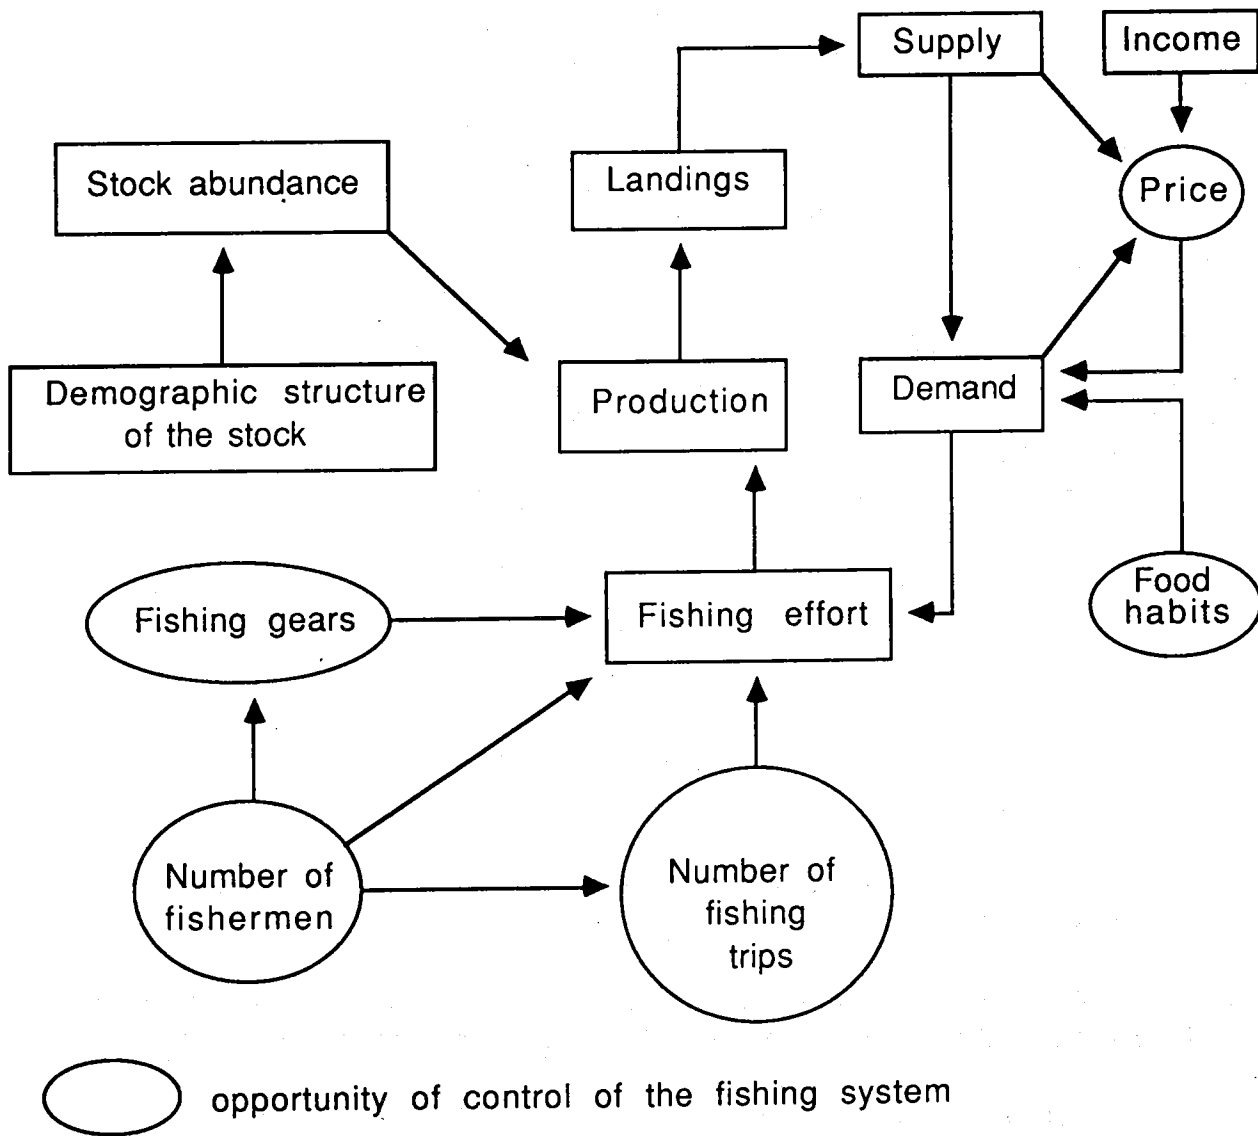 Supply
Income
Stock abundance
Landings
Price
Demographic structure
of the stock
Production
Demand
Fishing gears
Fishing effort
Food
habits
Number of
fishermen
Number of
fishing
trips
opportunity of control of the fishing system